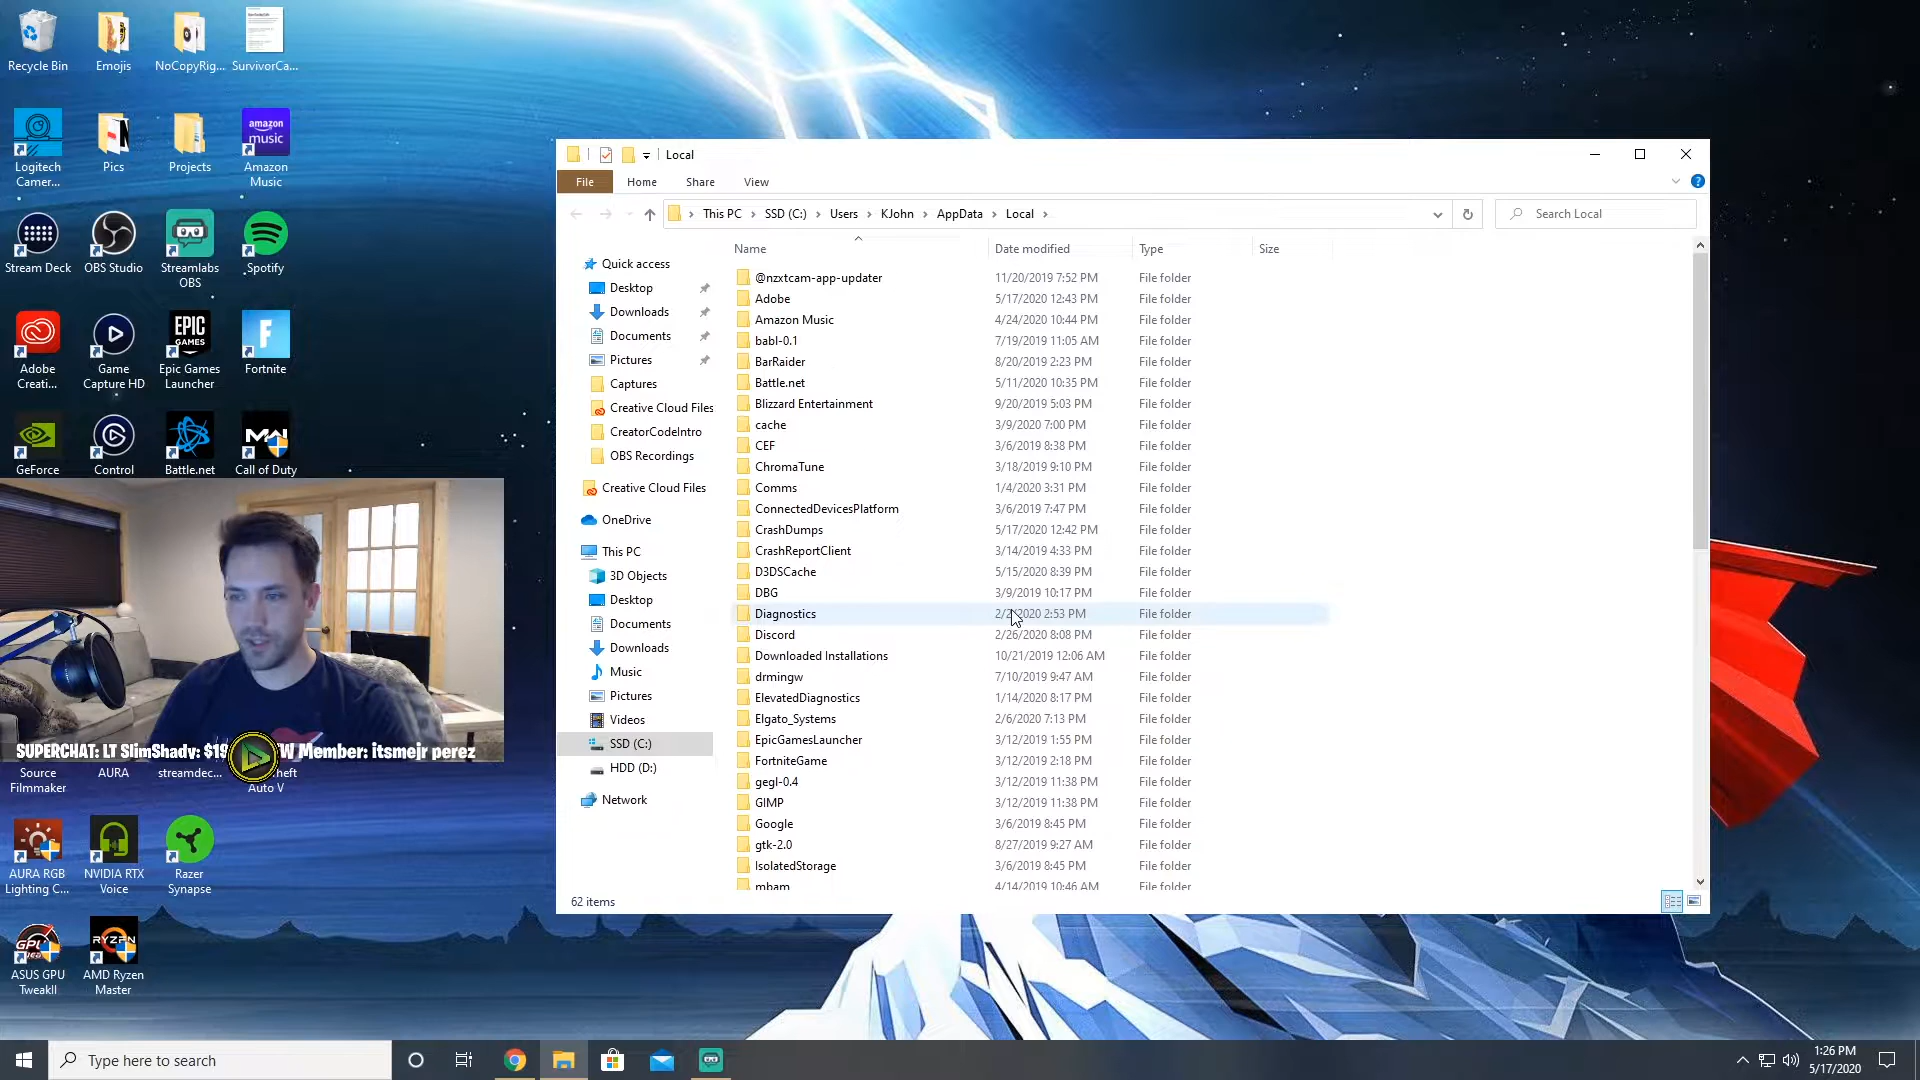 Recycle Bin
Emojis
NoCopyRig...
SurvivorCa...
Logitech Camer...
Pics
Projects
amazon music
Amazon Music
Stream Deck
OBS Studio
Streamlabs OBS
Spotify
Adobe Creati...
Game Capture HD
EPIC GAMES
Epic Games Launcher
Fortnite
GeForce
Control
Battle.net
Call of Duty
SUPERCHAT: LT SlimShady: $19
W Member: itsmejr perez
Source Filmmaker
AURA
streamdec...
heft Auto V
AURA RGB Lighting C...
NVIDIA RTX Voice
Razer Synapse
ASUS GPU TweakII
RYZEN
AMD Ryzen Master
Local
File Home Share View
This PC > SSD (C:) > Users > KJohn > AppData > Local >
Search Local
Quick access
Desktop
Downloads
Documents
Pictures
Captures
Creative Cloud Files
CreatorCodeIntro
OBS Recordings
Creative Cloud Files
OneDrive
This PC
3D Objects
Desktop
Documents
Downloads
Music
Pictures
Videos
SSD (C:)
HDD (D:)
Network
Name Date modified Type Size
@nzxtcam-app-updater 11/20/2019 7:52 PM File folder
Adobe 5/17/2020 12:43 PM File folder
Amazon Music 4/24/2020 10:44 PM File folder
babl-0.1 7/19/2019 11:05 AM File folder
BarRaider 8/20/2019 2:23 PM File folder
Battle.net 5/11/2020 10:35 PM File folder
Blizzard Entertainment 9/20/2019 5:03 PM File folder
cache 3/9/2020 7:00 PM File folder
CEF 3/6/2019 8:38 PM File folder
ChromaTune 3/18/2019 9:10 PM File folder
Comms 1/4/2020 3:31 PM File folder
ConnectedDevicesPlatform 3/6/2019 7:47 PM File folder
CrashDumps 5/17/2020 12:42 PM File folder
CrashReportClient 3/14/2019 4:33 PM File folder
D3DSCache 5/15/2020 8:39 PM File folder
DBG 3/9/2019 10:17 PM File folder
Diagnostics 2:53 PM File folder
Discord 2/26/2020 8:08 PM File folder
Downloaded Installations 10/21/2019 12:06 AM File folder
drmingw 7/10/2019 9:47 AM File folder
ElevatedDiagnostics 1/14/2020 8:17 PM File folder
Elgato_Systems 2/6/2020 7:13 PM File folder
EpicGamesLauncher 3/12/2019 1:55 PM File folder
FortniteGame 3/12/2019 2:18 PM File folder
gegl-0.4 3/12/2019 11:38 PM File folder
GIMP 3/12/2019 11:38 PM File folder
Google 3/6/2019 8:45 PM File folder
gtk-2.0 8/27/2019 9:27 AM File folder
IsolatedStorage 3/6/2019 8:45 PM File folder
mbam 4/14/2019 10:46 AM File folder
62 items
Type here to search
1:26 PM
5/17/2020